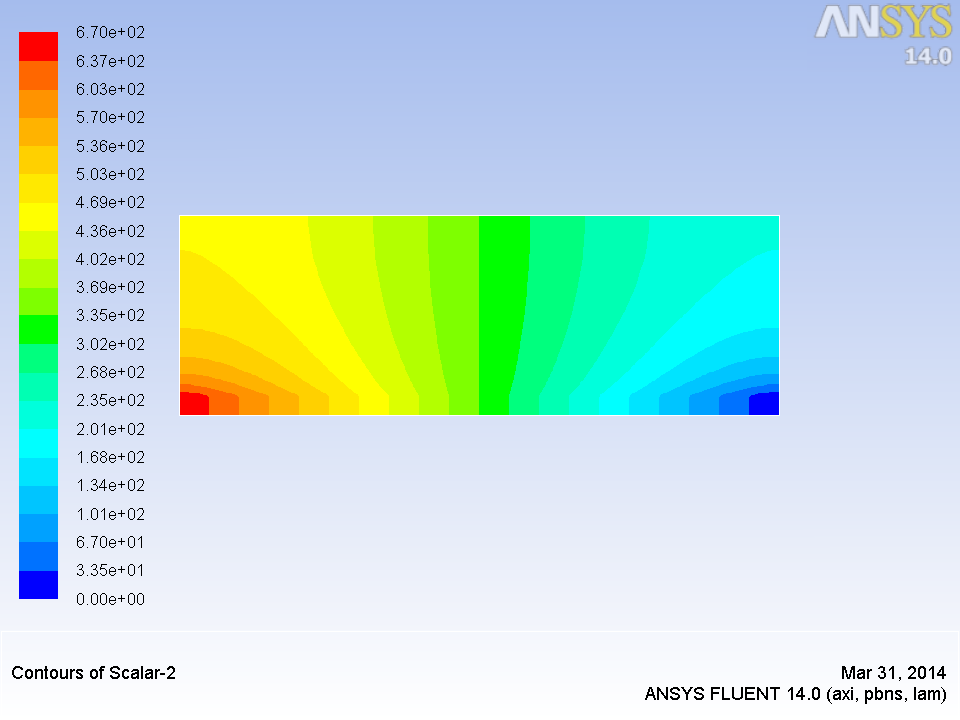 ANSYS
14.0
6.70e+02
6.37e+02
6.03e+02
5.70e+02
5.36e+02
5.03e+02
4.69e+02
4.36e+02
4.02e+02
3.69e+02
3.35e+02
3.02e+02
2.68e+02
2.35e+02
2.01e+02
1.68e+02
1.34e+02
1.01e+02
6.70e+01
3.35e+01
0.00e+00
Contours of Scalar-2
Mar 31, 2014
ANSYS FLUENT 14.0 (axi, pbns, lam)